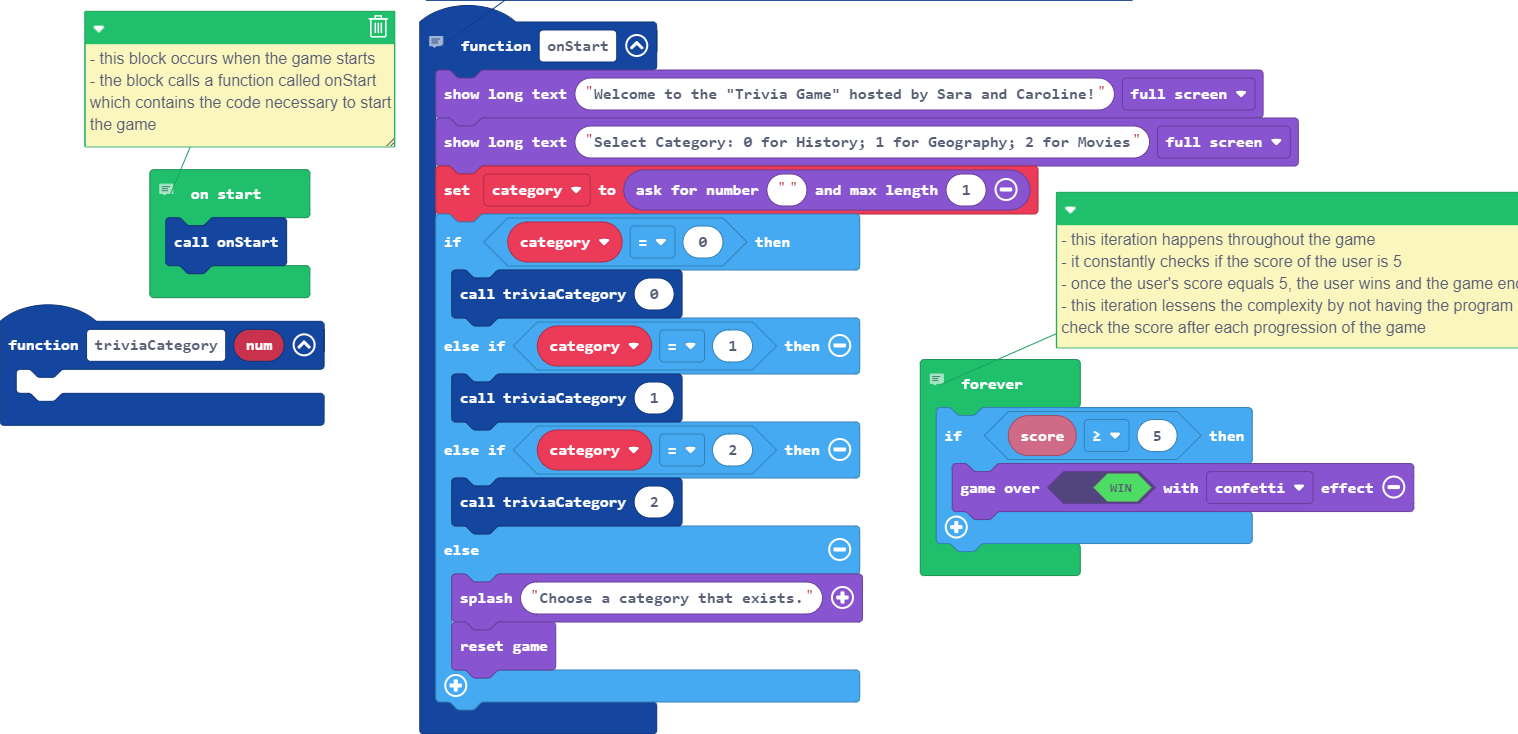 - this block occurs when the game starts
- the block calls a function called onStart
which contains the code necessary to start
the game
on start
call onStart
function triviaCategory num
function onStart
show long text "Welcome to the "Trivia Game" hosted by Sara and Caroline!" full screen
show long text "Select Category: 0 for History; 1 for Geography; 2 for Movies" full screen
set category to ask for number " " and max length 1
if category = 0 then
call triviaCategory 0
else if category = 1 then
call triviaCategory 1
else if category = 2 then
call triviaCategory 2
else
splash "Choose a category that exists."
reset game
- this iteration happens throughout the game
- it constantly checks if the score of the user is 5
- once the user's score equals 5, the user wins and the game
- this iteration lessens the complexity by not having the program
check the score after each progression of the game
forever
if score ≥ 5 then
game over WIN with confetti effect